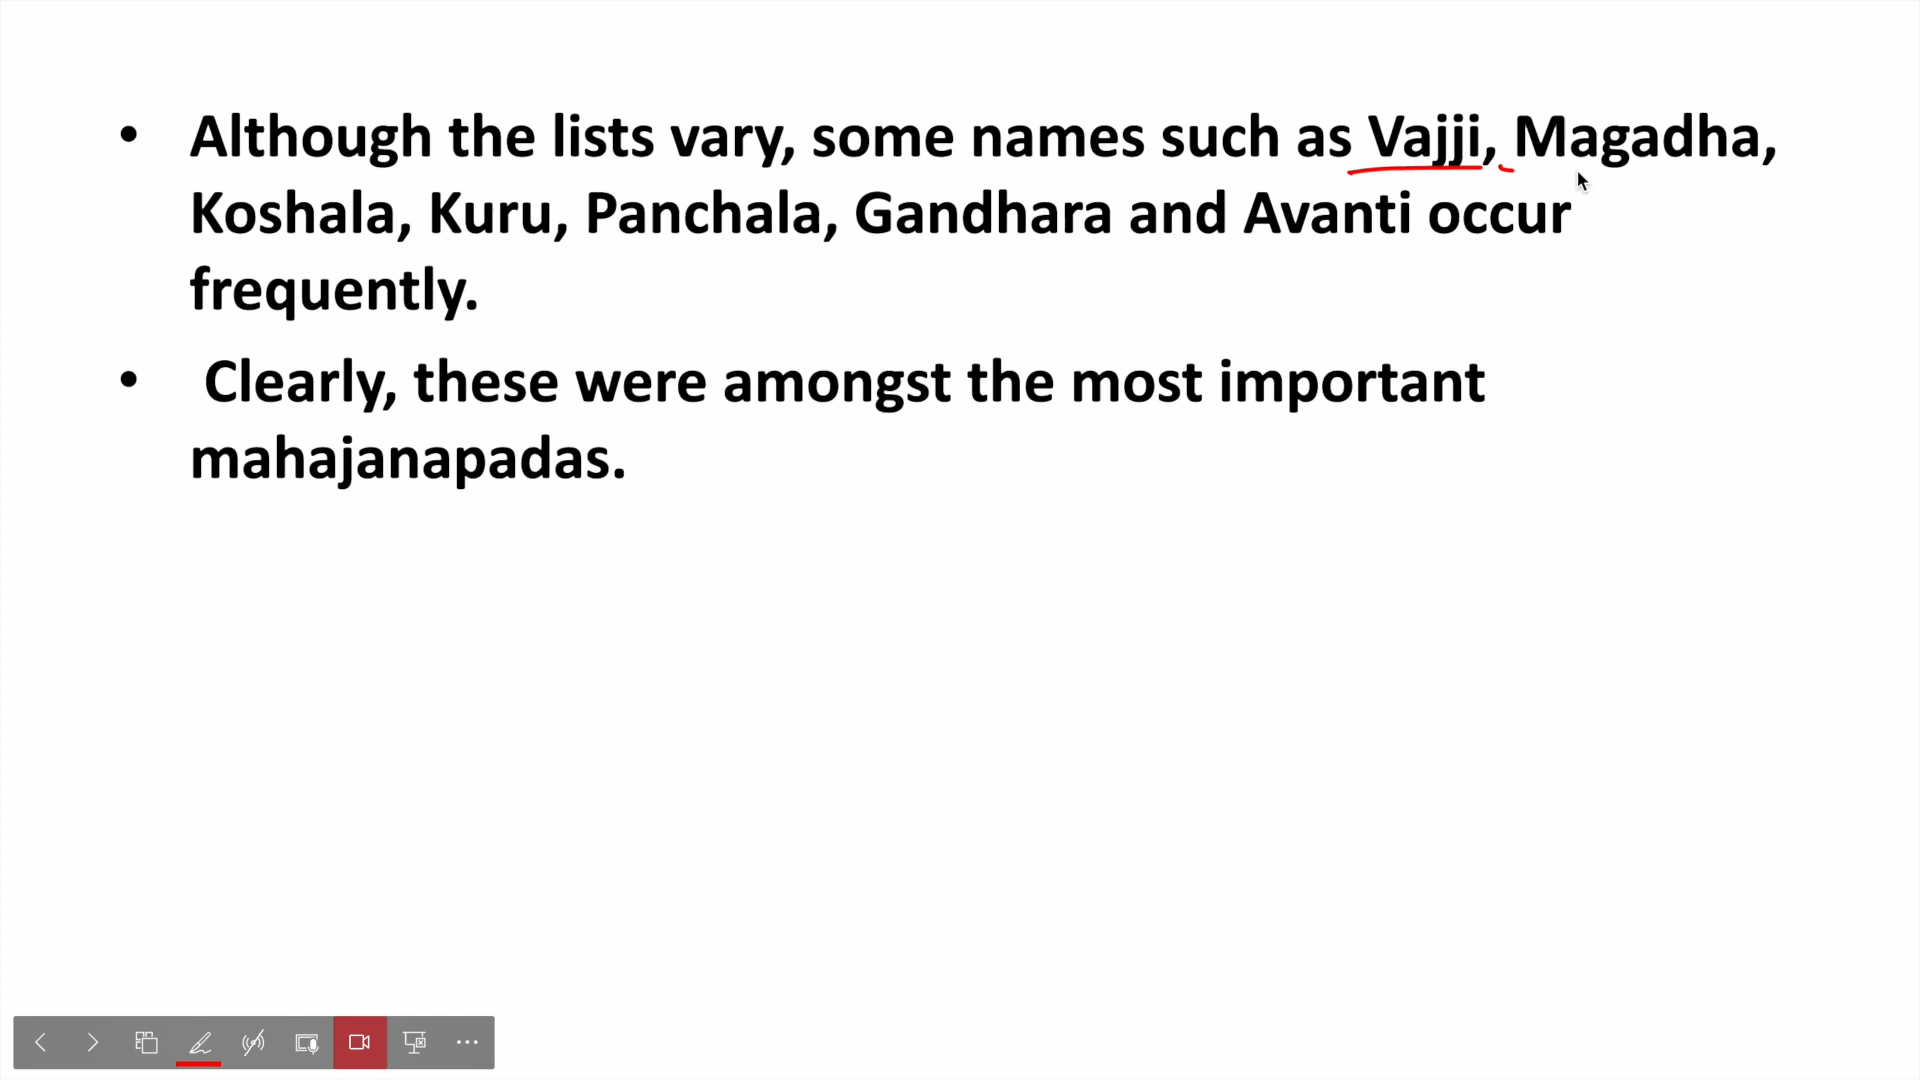 • Although the lists vary, some names such as Vajji, Magadha,
Koshala, Kuru, Panchala, Gandhara and Avanti occur
frequently.
• Clearly, these were amongst the most important
mahajanapadas.